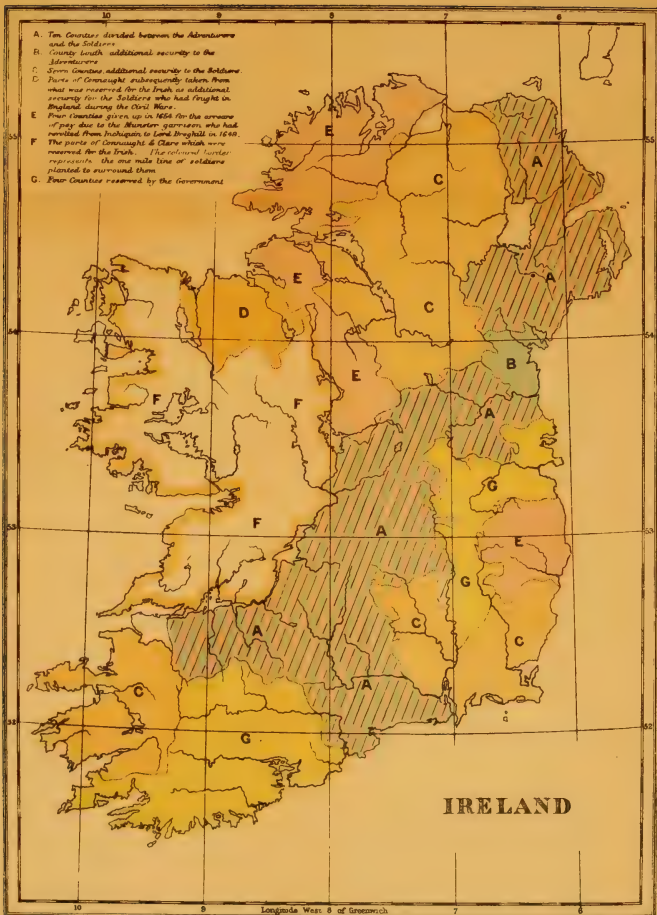 10 9 8 7 6
A. Ten Counties divided between the Adventurers
and the Soldiers
B. County Louth additional security to the
Adventurers
C Seven Counties additional security to the Soldiers.
D Parts of Connaught subsequently taken from
what was reserved for the Irish as additional
security for the Soldiers who had fought in
England during the Civil Wars.
E Four Counties given up in 1654 for the arrears
of pay due to the Munster garrison, who had
revolted from Inchiquin to Lord Broghill in 1648.
F The parts of Connaught & Clare which were
reserved for the Irish. The coloured border
represents the one mile line of soldiers
planted to surround them
G. Four Counties reserved by the Government
55
55
E
C
A
E
D
C
A
54
54
B
F
F
E
A
G
53
53
F
A
E
G
C
C
A
A
C
G
52
52
IRELAND
10 9 8 7 6
Longitude West 8 of Greenwich